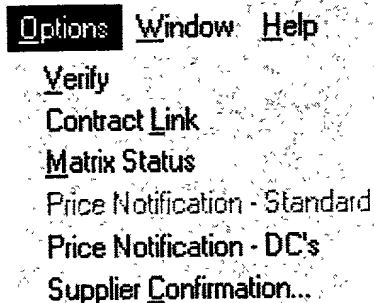 Options Window Help
Verify
Contract Link
Matrix Status
Price Notification - Standard
Price Notification - DC's
Supplier Confirmation...